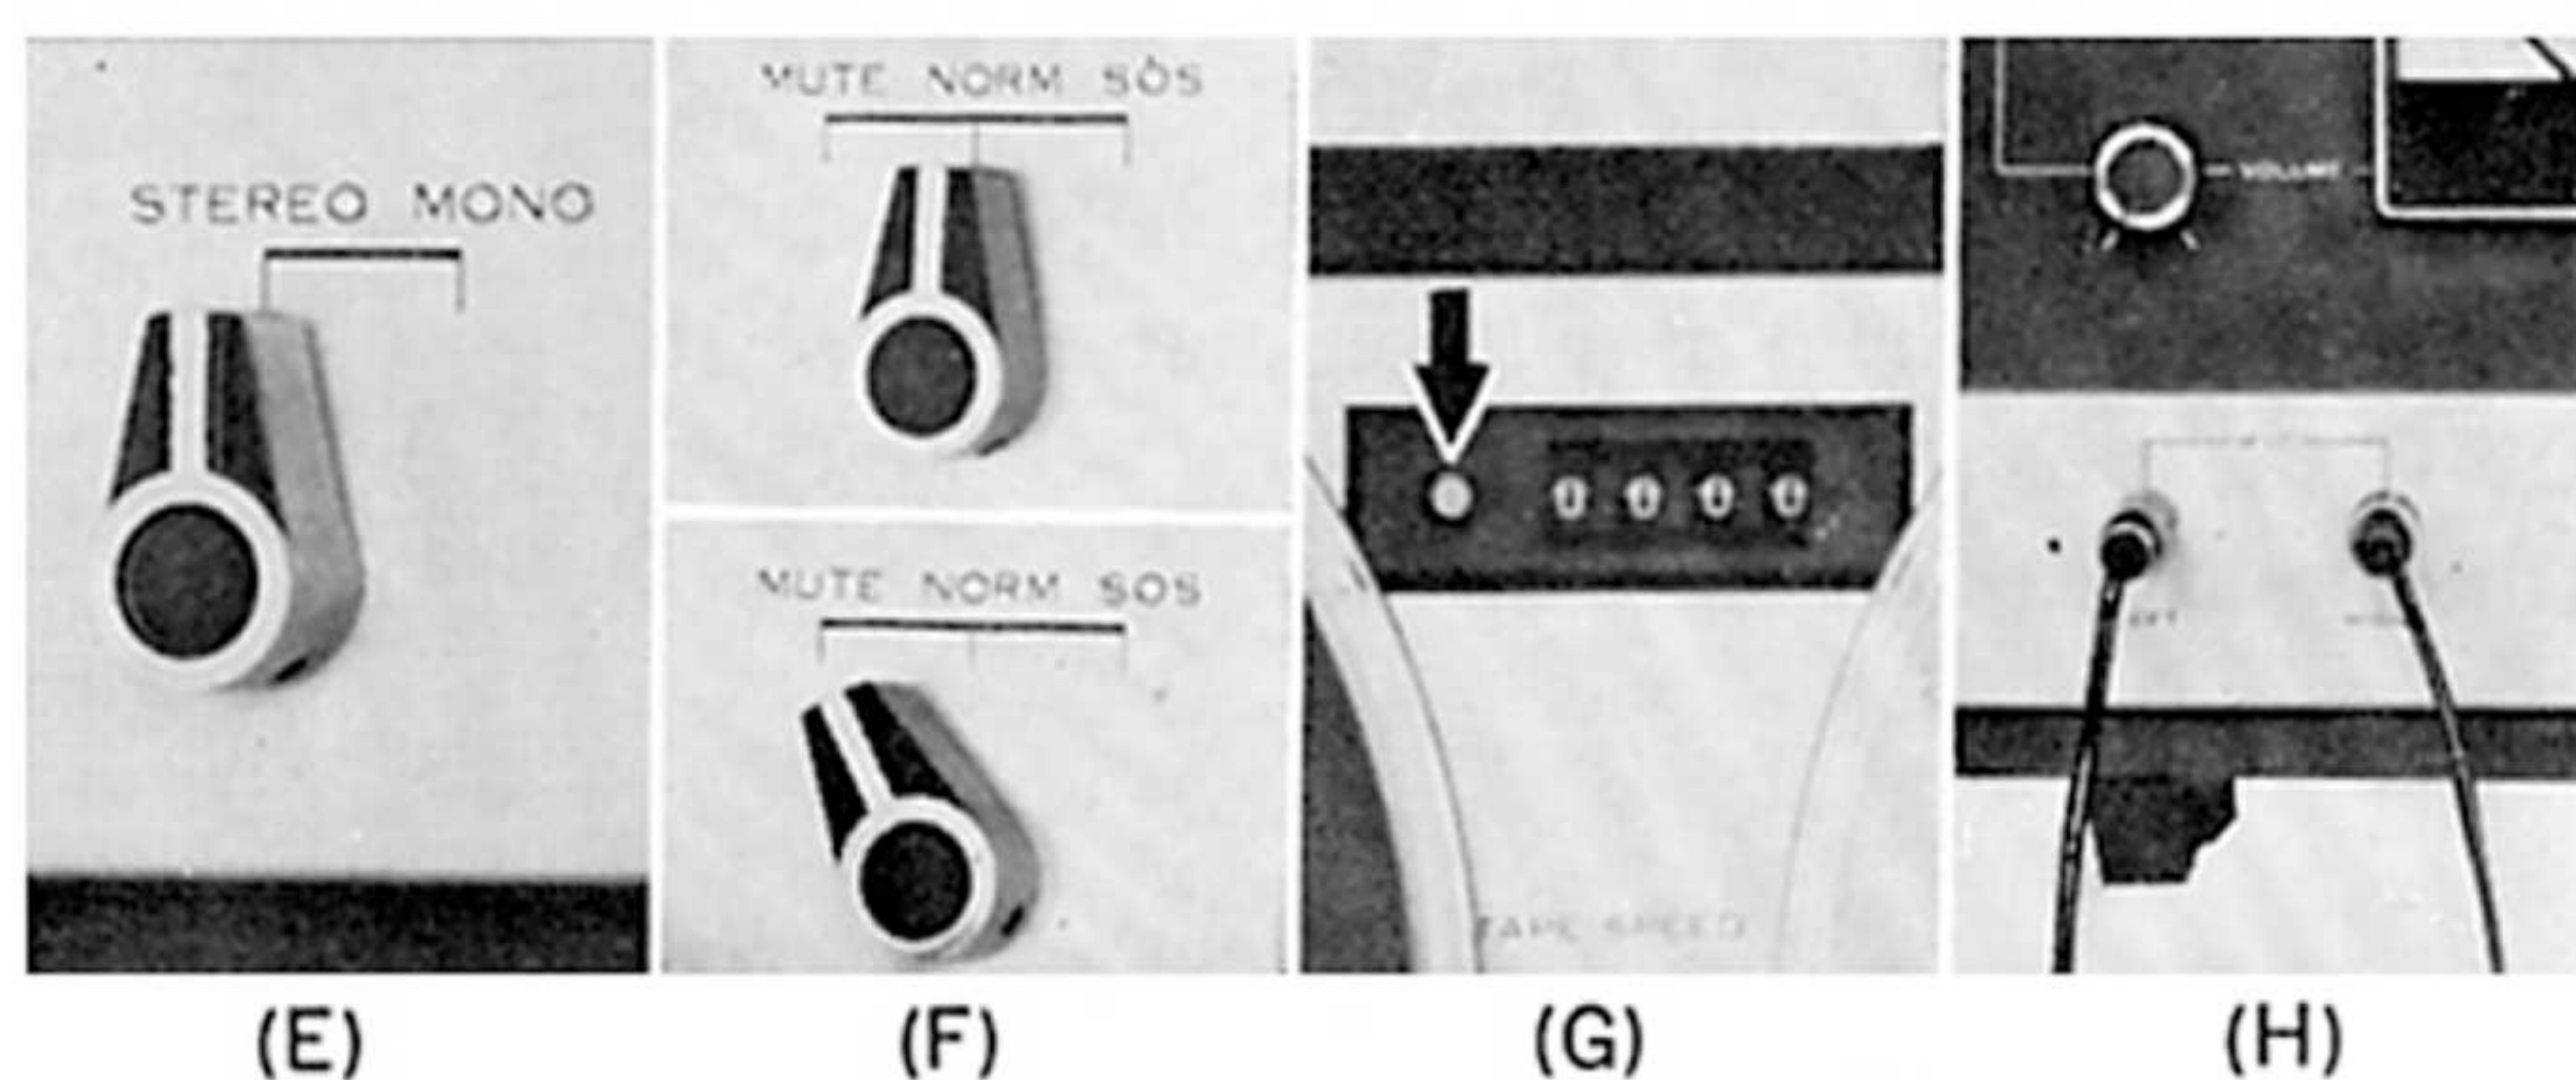 STEREO MONO
MUTE NORM SOS
MUTE NORM SOS
0 0 0 0
TAPE SPEED
VOLUME
(E) (F) (G) (H)